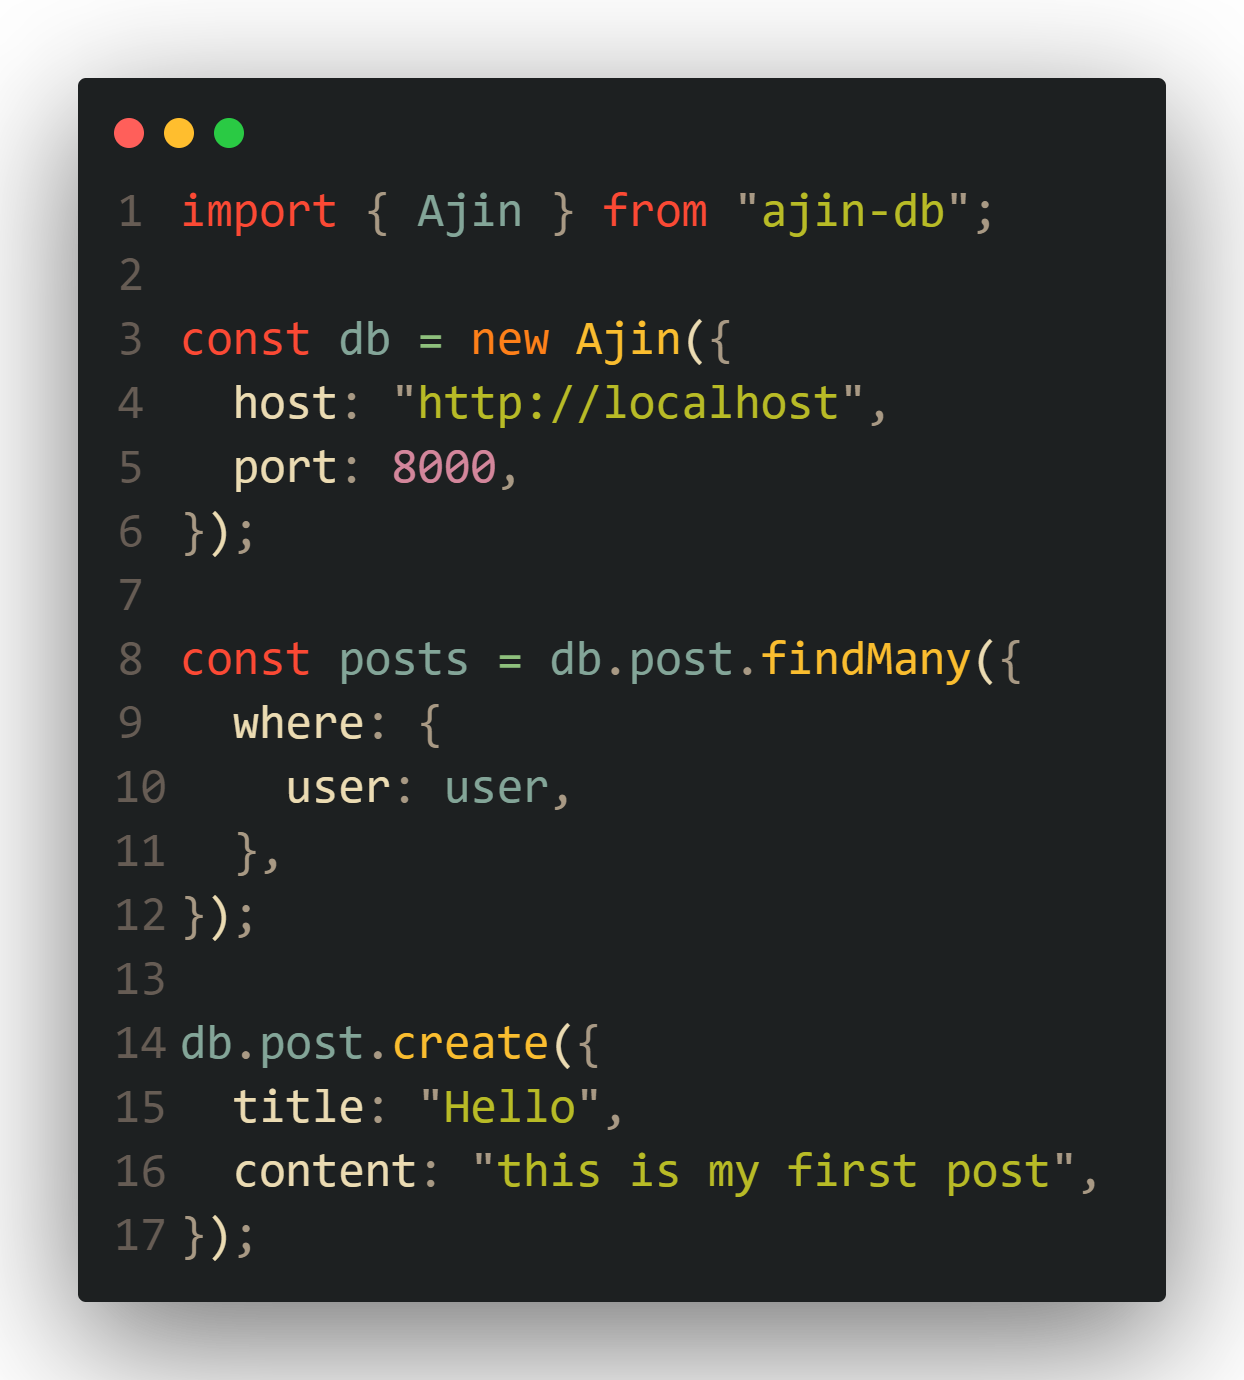 1 import { Ajin } from "ajin-db";
2
3 const db = new Ajin({
4   host: "http://localhost",
5   port: 8000,
6 });
7
8 const posts = db.post.findMany({
9   where: {
10     user: user,
11   },
12 });
13
14 db.post.create({
15   title: "Hello",
16   content: "this is my first post",
17 });